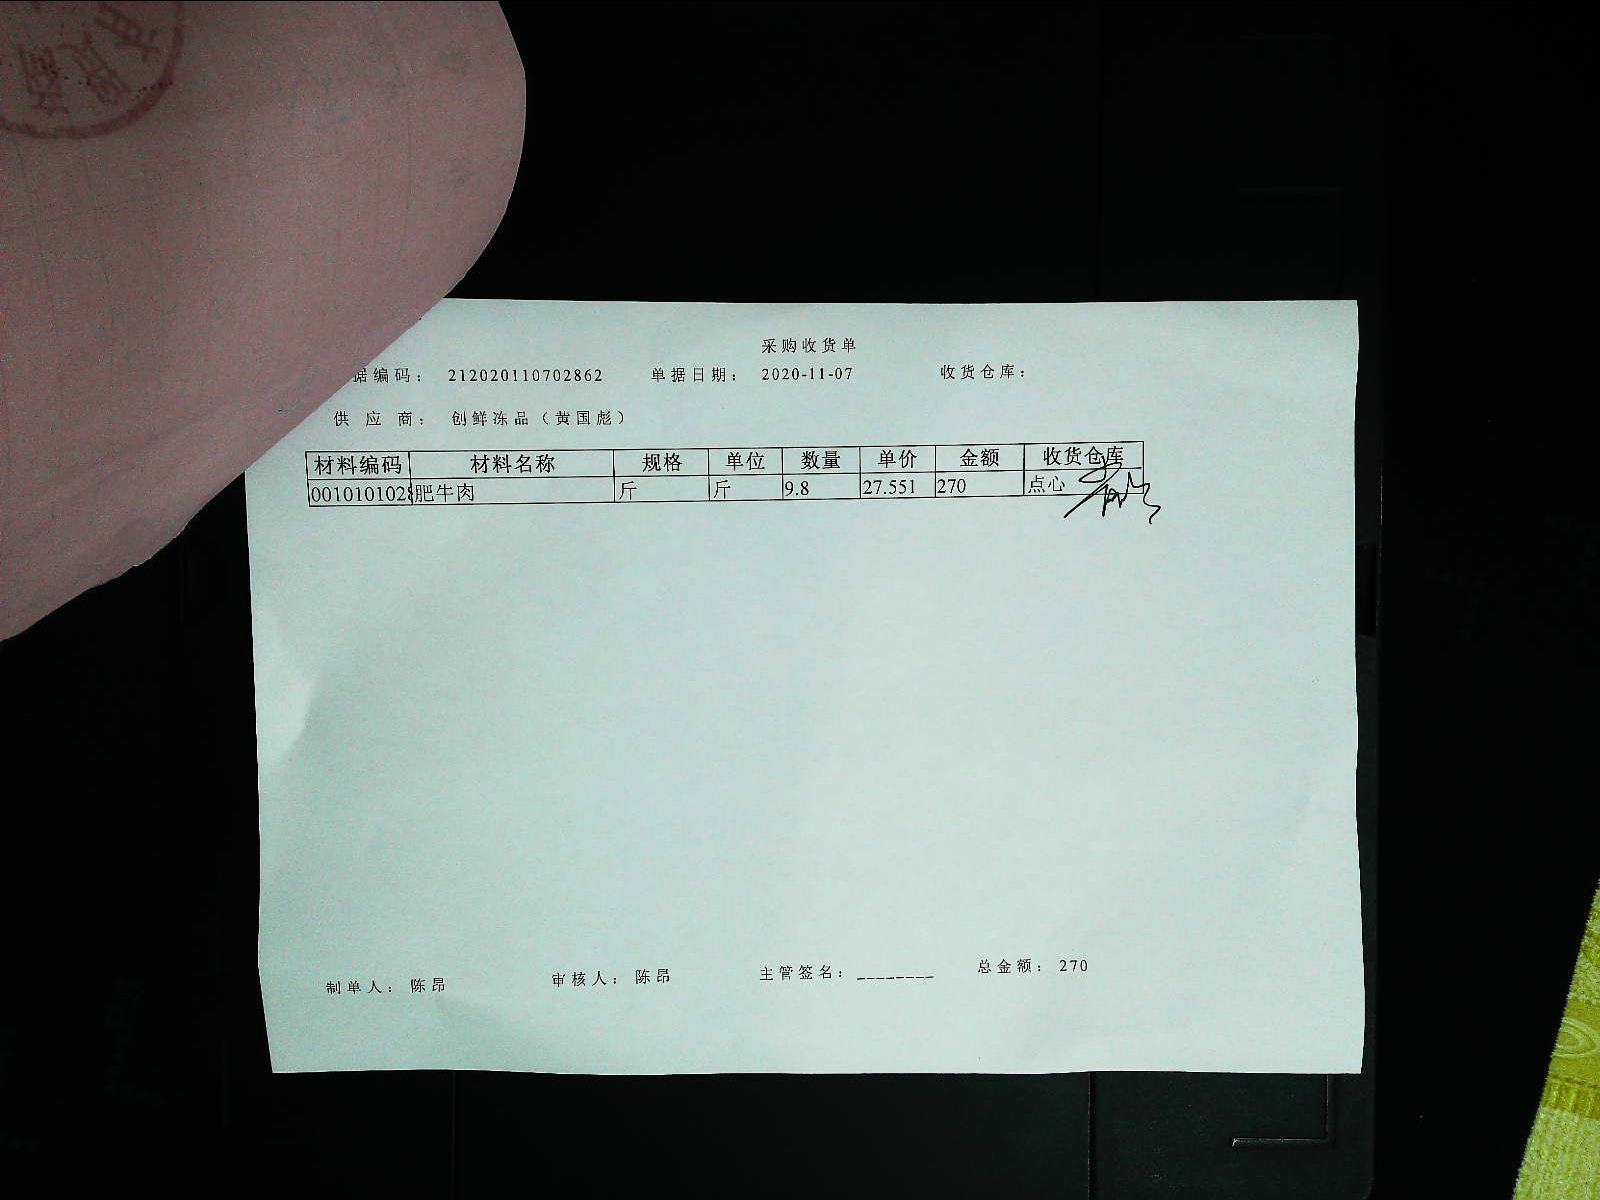 采购收货单
据编码： 212020110702862 单据日期： 2020-11-07 收货仓库：
供 应 商： 创鲜冻品（黄国彪）
材料编码 材料名称 规格 单位 数量 单价 金额 收货仓库
001010102 肥牛肉 斤 斤 9.8 27.551 270 点心
制单人： 陈昂 审核人： 陈昂 主管签名：________ 总金额： 270